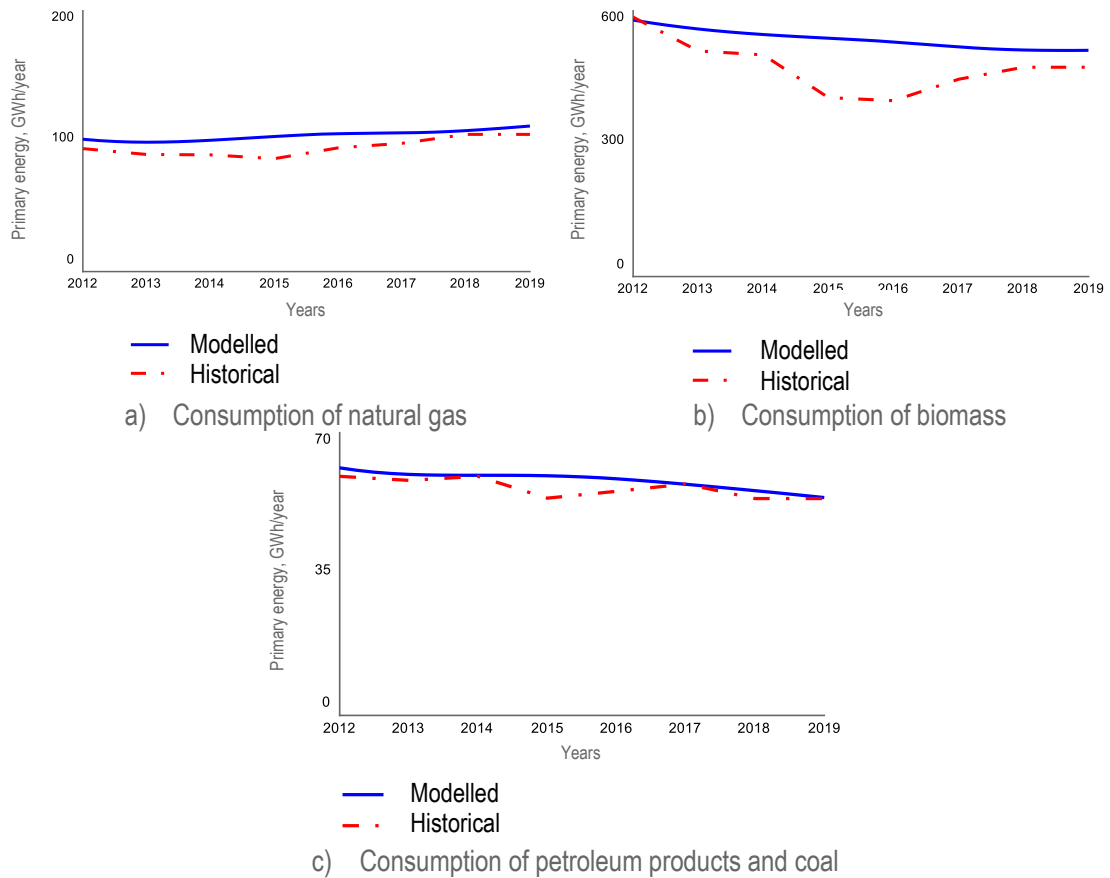 200
100
0
Primary energy, GWh/year
2012 2013 2014 2015 2016 2017 2018 2019
Years
Modelled
Historical
a) Consumption of natural gas
600
300
0
Primary energy, GWh/year
2012 2013 2014 2015 2016 2017 2018 2019
Years
Modelled
Historical
b) Consumption of biomass
70
35
0
Primary energy, GWh/year
2012 2013 2014 2015 2016 2017 2018 2019
Years
Modelled
Historical
c) Consumption of petroleum products and coal